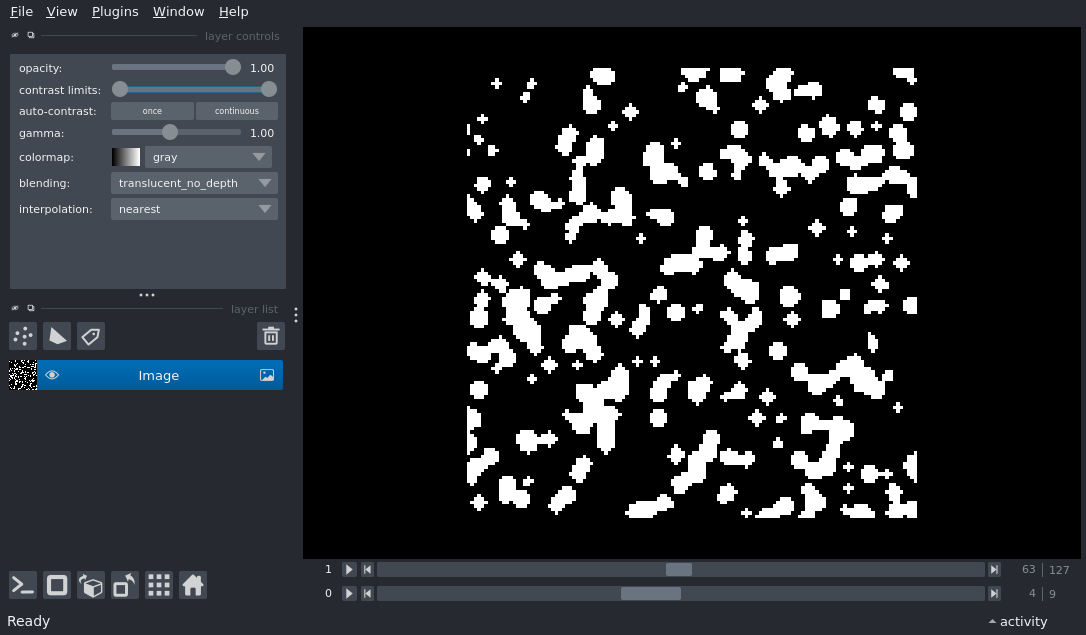 File View Plugins Window Help
layer controls
opacity: 1.00
contrast limits:
auto-contrast: once continuous
gamma: 1.00
colormap: gray
blending: translucent_no_depth
interpolation: nearest
layer list
Image
1 63 127
0 4 9
Ready activity